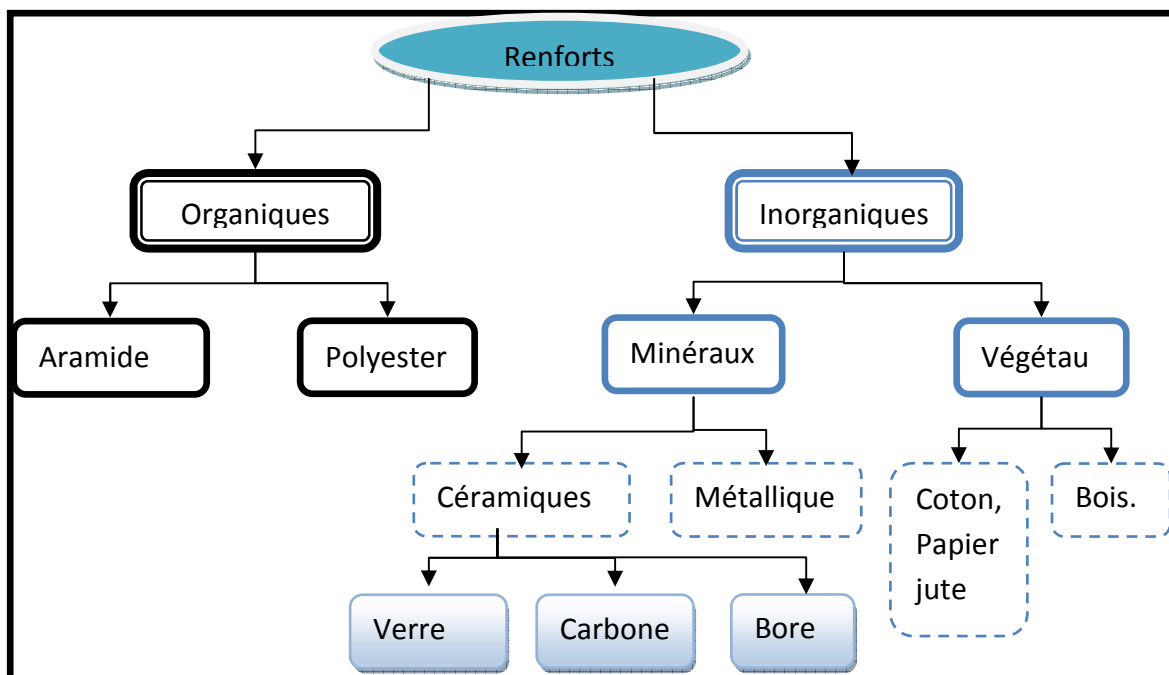 Renforts
Organiques
Inorganiques
Aramide
Polyester
Minéraux
Végétau
Céramiques
Métallique
Coton,
Papier
jute
Bois.
Verre
Carbone
Bore